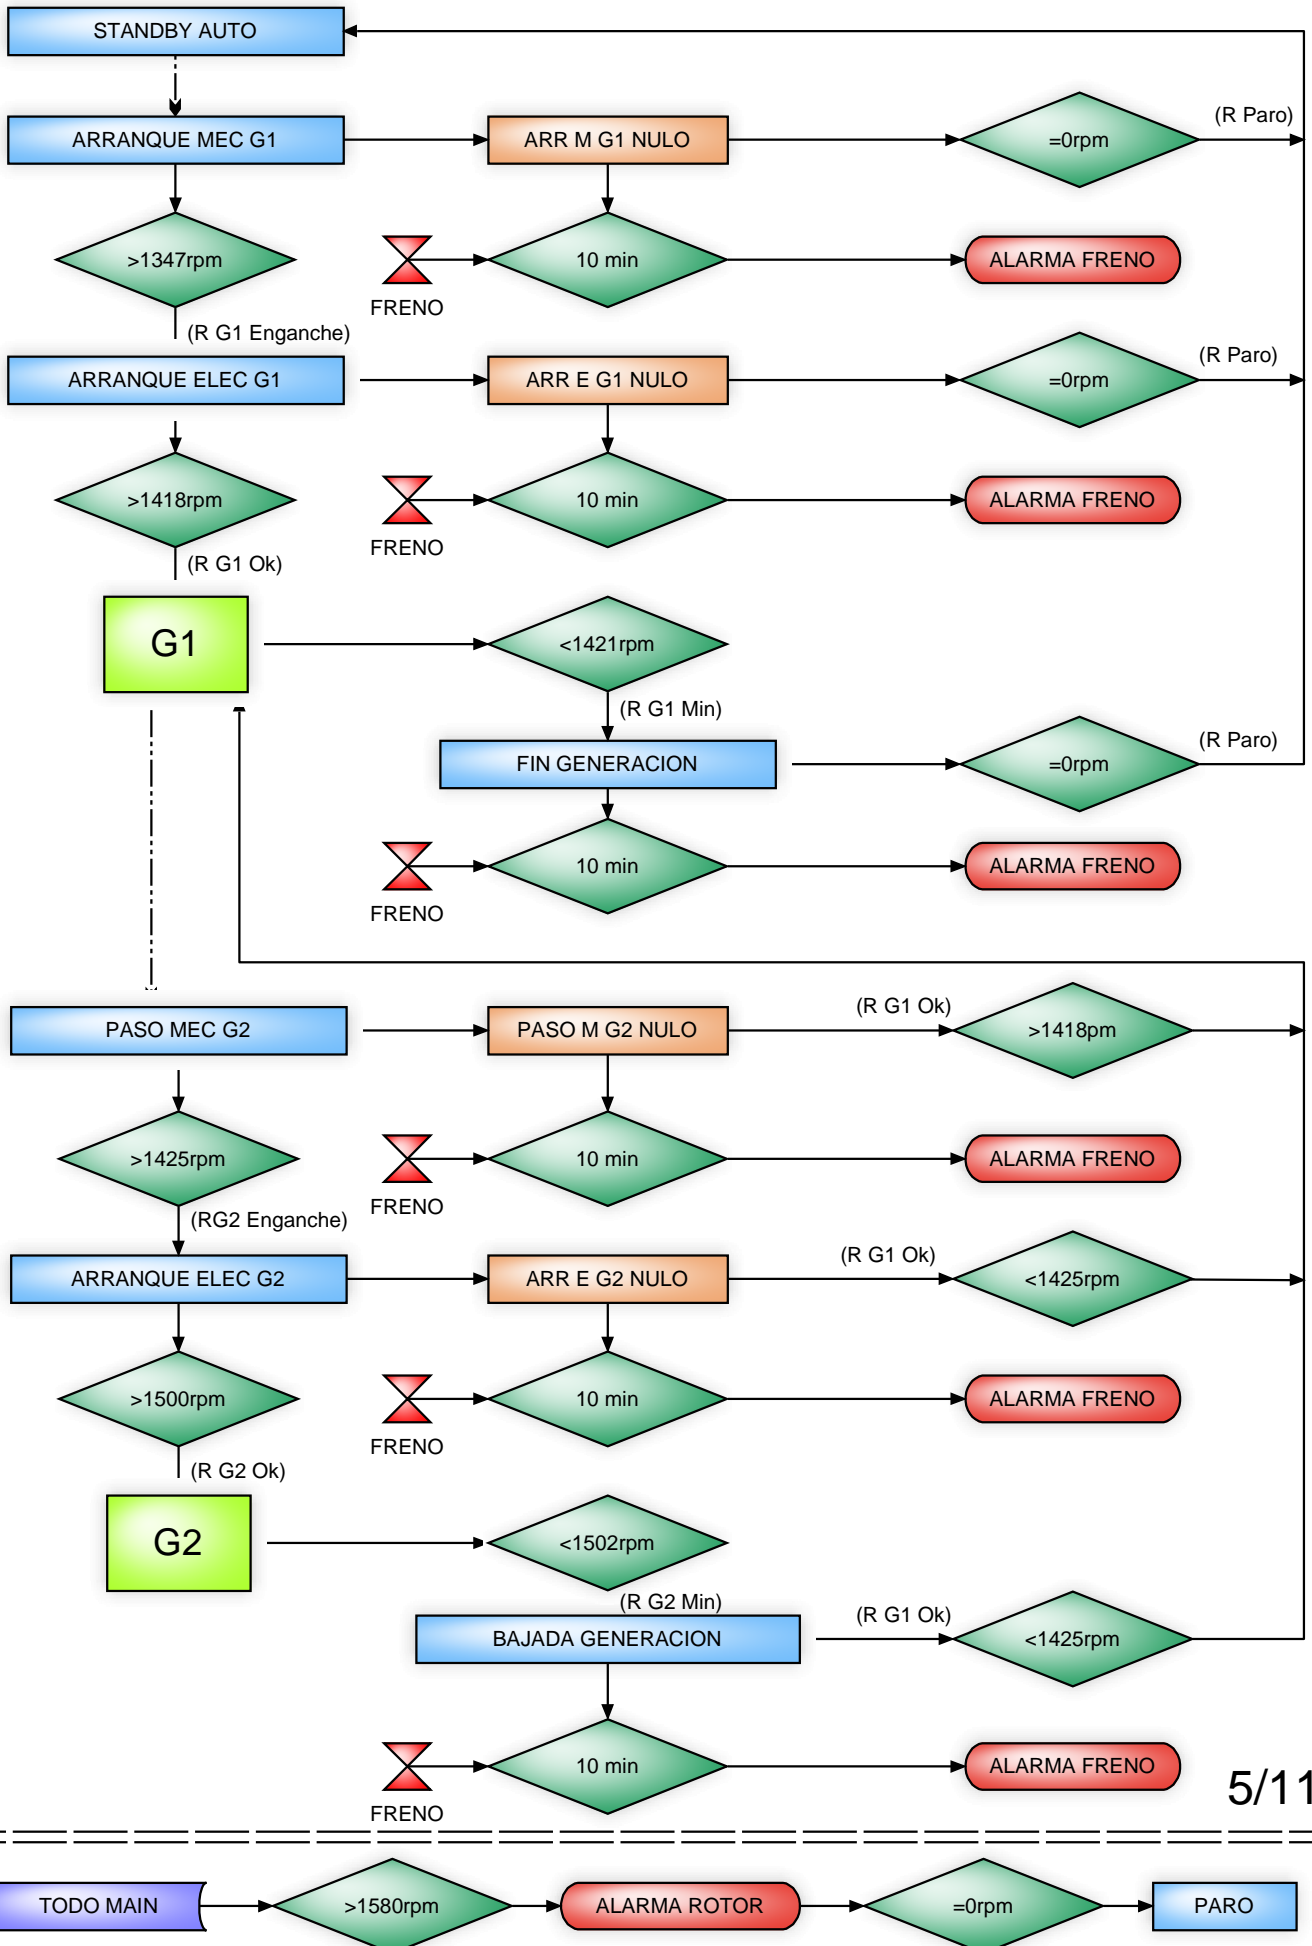 STANDBY AUTO
(R Paro)
ARRANQUE MEC G1
ARR M G1 NULO
=0rpm
>1347rpm
10 min
ALARMA FRENO
FRENO
(R G1 Enganche)
(R Paro)
ARRANQUE ELEC G1
ARR E G1 NULO
=0rpm
>1418rpm
10 min
ALARMA FRENO
FRENO
(R G1 Ok)
G1
<1421rpm
(R G1 Min)
(R Paro)
FIN GENERACION
=0rpm
10 min
ALARMA FRENO
FRENO
(R G1 Ok)
PASO MEC G2
PASO M G2 NULO
>1418pm
>1425rpm
10 min
ALARMA FRENO
FRENO
(RG2 Enganche)
(R G1 Ok)
ARRANQUE ELEC G2
ARR E G2 NULO
<1425rpm
>1500rpm
10 min
ALARMA FRENO
FRENO
(R G2 Ok)
G2
<1502rpm
(R G2 Min)
(R G1 Ok)
BAJADA GENERACION
<1425rpm
10 min
ALARMA FRENO
5/11
FRENO
TODO MAIN
>1580rpm
ALARMA ROTOR
=0rpm
PARO